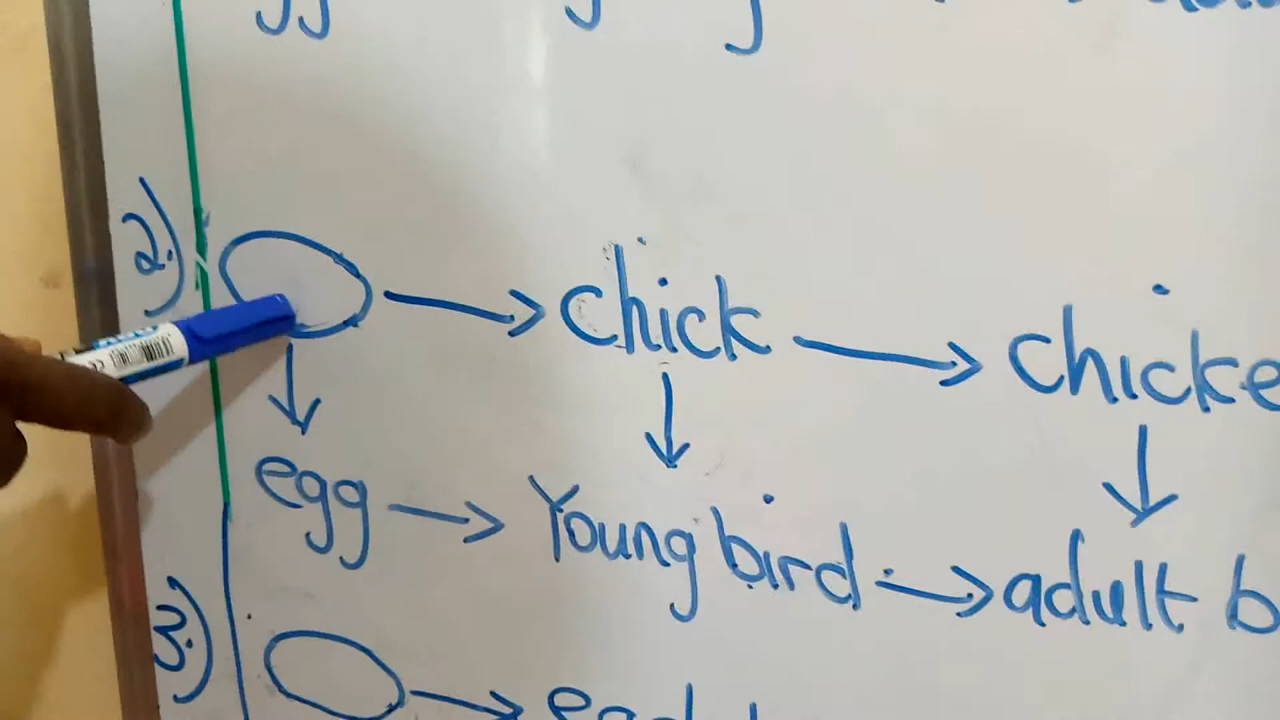 2.) → chick → chicke
egg → Young bird → adult b
3.) →